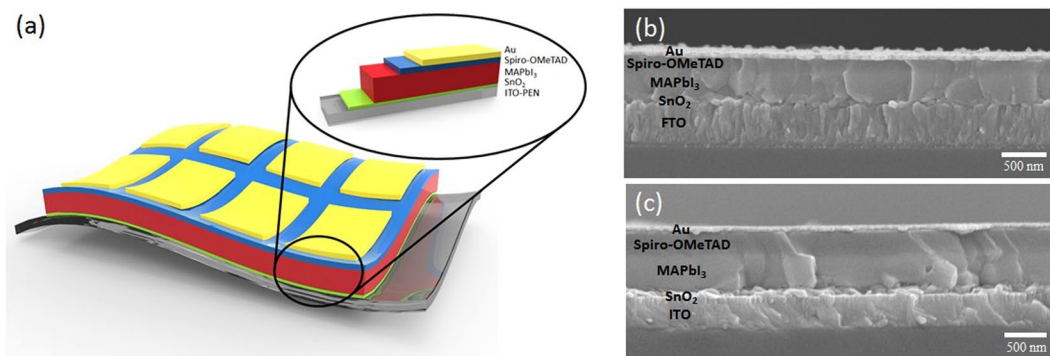 (a)
Au
Spiro-OMeTAD
MAPbI₃
SnO₂
ITO-PEN
(b)
Au
Spiro-OMeTAD
MAPbI₃
SnO₂
FTO
500 nm
(c)
Au
Spiro-OMeTAD
MAPbI₃
SnO₂
ITO
500 nm